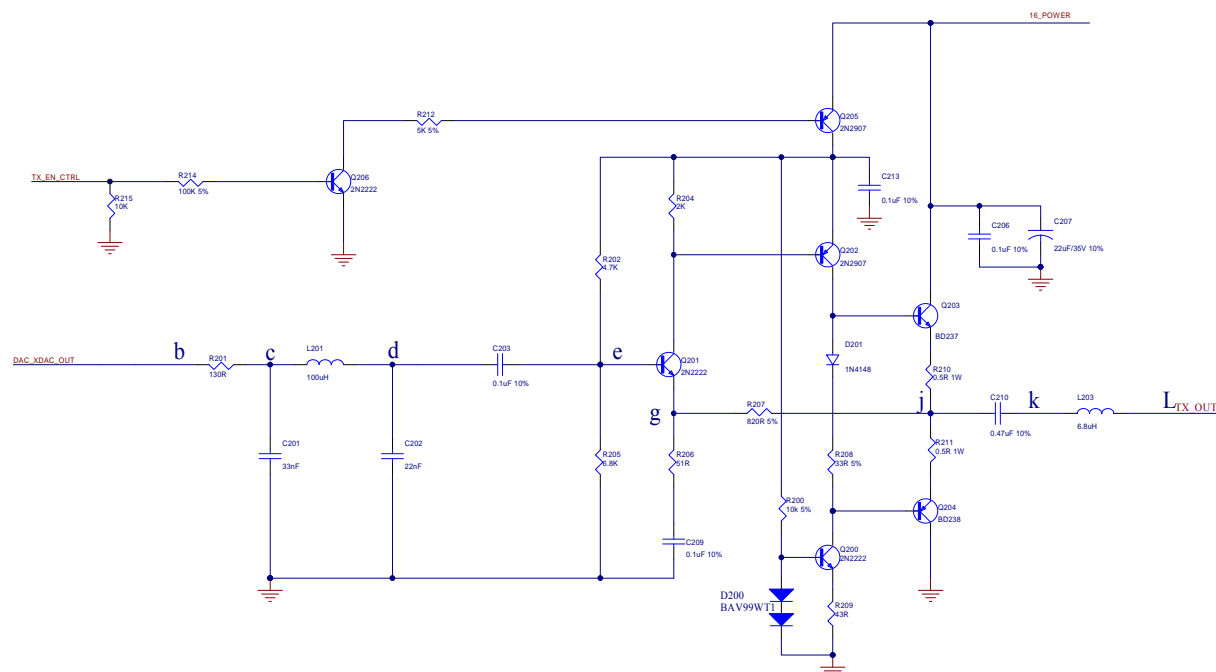 16_POWER
R212
5K 5%
Q205
2N2907
TX_EN_CTRL
R214
100K 5%
Q206
2N2222
R215
10K
C213
0.1uF 10%
R204
2K
C206
0.1uF 10%
C207
22uF/35V 10%
R202
4.7K
Q202
2N2907
Q203
BD237
DAC_XDAC_OUT
b
R201
130R
c
L201
100uH
d
C203
0.1uF 10%
e
Q201
2N2222
D201
1N4148
R210
0.5R 1W
g
R207
820R 5%
j
C210
0.47uF 10%
k
L203
6.8uH
L
TX_OUT
C201
33nF
C202
22nF
R205
6.8K
R206
51R
R208
33R 5%
R211
0.5R 1W
R200
10k 5%
Q204
BD238
C209
0.1uF 10%
Q200
2N2222
D200
BAV99WT1
R209
43R